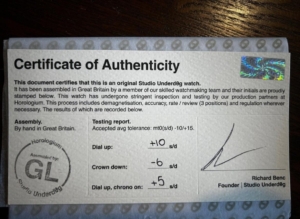 Certificate of Authenticity
This document certifies that this is an original Studio Underd0g watch.
It has been assembled in Great Britain by a member of our skilled watchmaking team and their initials are proudly
stamped below. This watch has undergone stringent inspection and testing by our production partners at
Horologium. This process includes demagnetisation, accuracy, rate / review (3 positions) and regulation wherever
necessary. The results of which are recorded below.
Assembly.
By hand in Great Britain.
Testing report.
Accepted avg tolerance: m10(s/d) -10/+15.
Dial up: +10 s/d
Crown down: -6 s/d
Dial up, chrono on: +5 s/d
Horologium
GL
Studio Underd0g
Richard Benc
Founder | Studio Underd0g